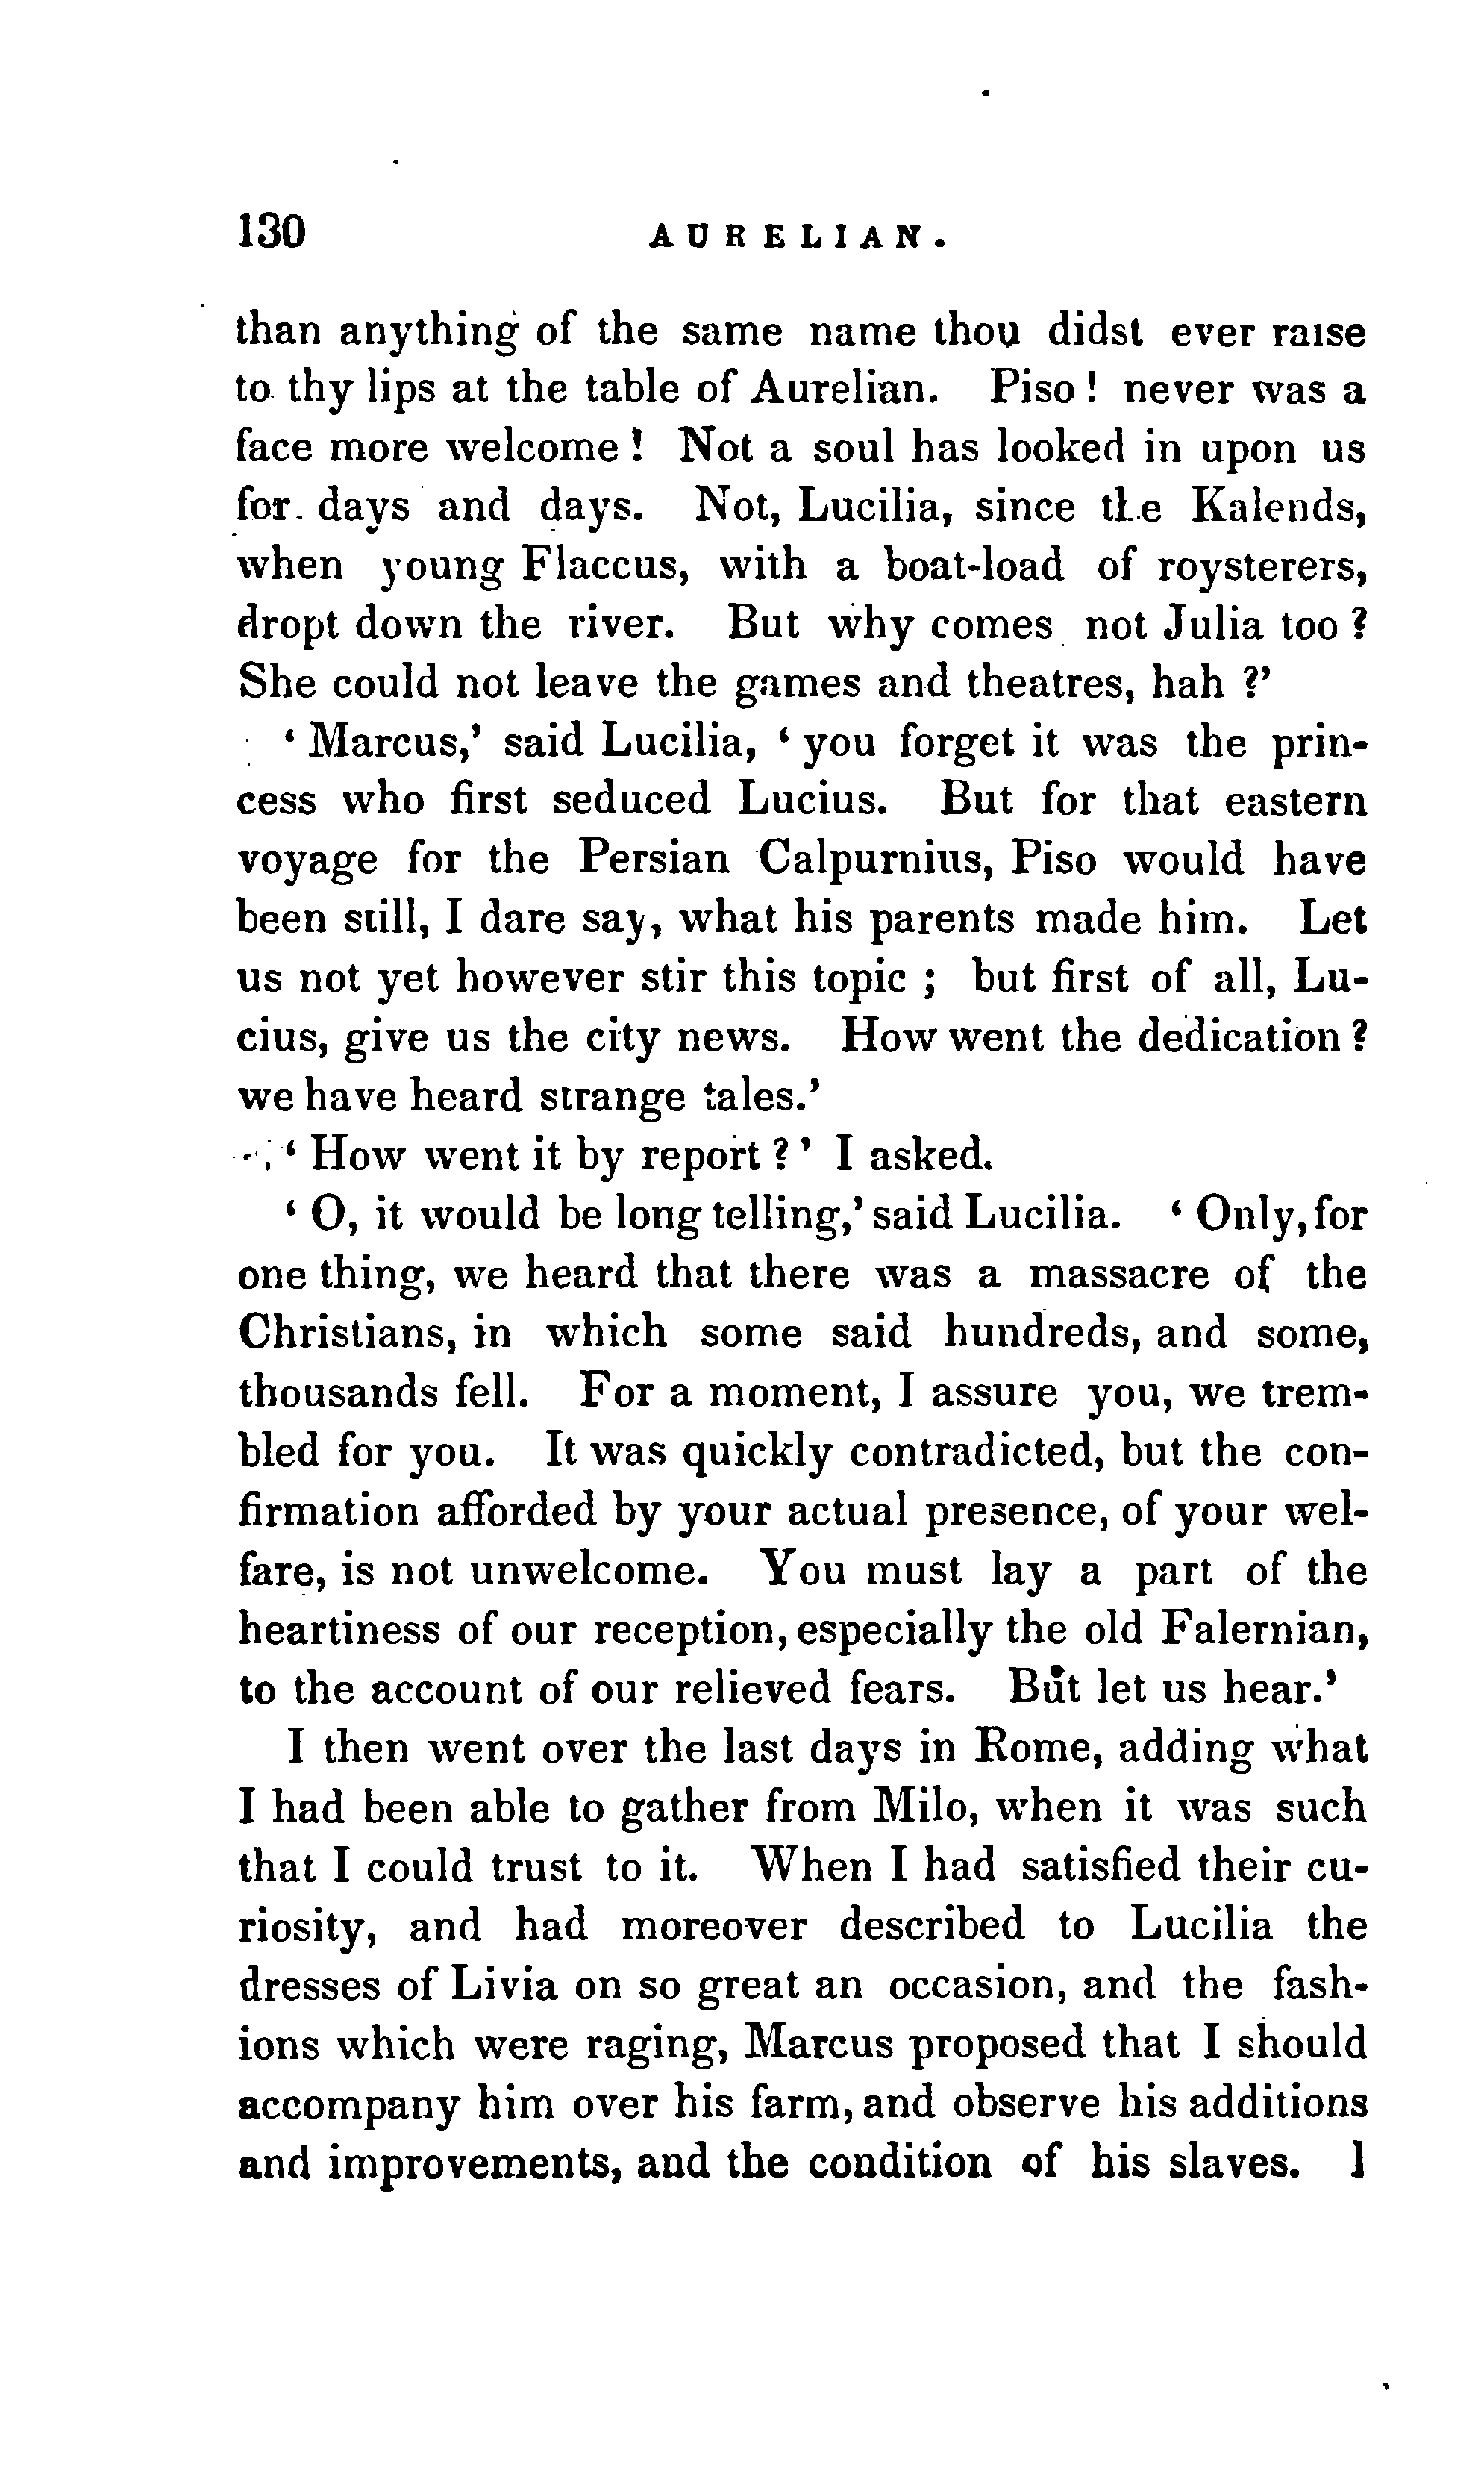 130 AURELIAN.
than anything of the same name thou didst ever raise
to thy lips at the table of Aurelian. Piso! never was a
face more welcome! Not a soul has looked in upon us
for days and days. Not, Lucilia, since the Kalends,
when young Flaccus, with a boat-load of roysterers,
dropt down the river. But why comes not Julia too?
She could not leave the games and theatres, hah?'
'Marcus,' said Lucilia, 'you forget it was the prin-
cess who first seduced Lucius. But for that eastern
voyage for the Persian Calpurnius, Piso would have
been still, I dare say, what his parents made him. Let
us not yet however stir this topic; but first of all, Lu-
cius, give us the city news. How went the dedication?
we have heard strange tales.'
'How went it by report?' I asked.
'O, it would be long telling,' said Lucilia. 'Only, for
one thing, we heard that there was a massacre of the
Christians, in which some said hundreds, and some,
thousands fell. For a moment, I assure you, we trem-
bled for you. It was quickly contradicted, but the con-
firmation afforded by your actual presence, of your wel-
fare, is not unwelcome. You must lay a part of the
heartiness of our reception, especially the old Falernian,
to the account of our relieved fears. But let us hear.'
I then went over the last days in Rome, adding what
I had been able to gather from Milo, when it was such
that I could trust to it. When I had satisfied their cu-
riosity, and had moreover described to Lucilia the
dresses of Livia on so great an occasion, and the fash-
ions which were raging, Marcus proposed that I should
accompany him over his farm, and observe his additions
and improvements, and the condition of his slaves. I